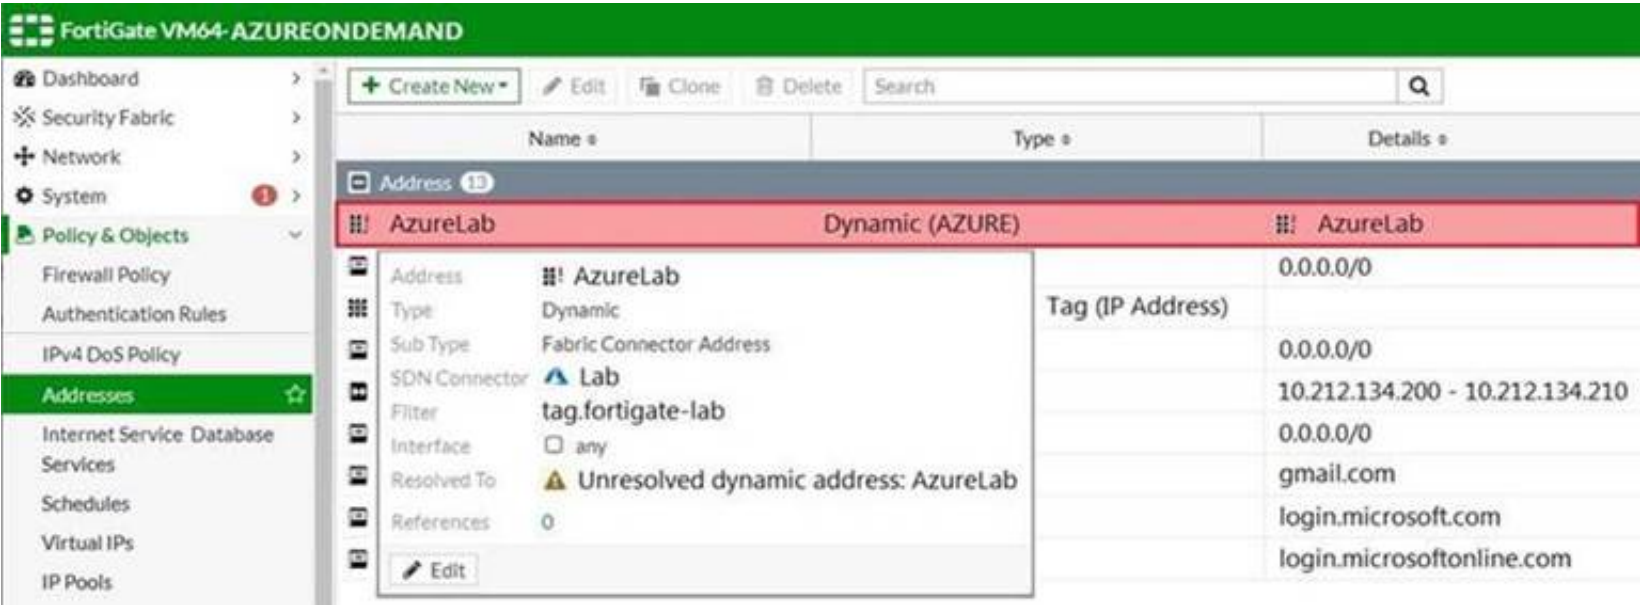 FortiGate VM64-AZUREONDEMAND
Dashboard
Security Fabric
Network
System 1
Policy & Objects
Firewall Policy
Authentication Rules
IPv4 DoS Policy
Addresses
Internet Service Database
Services
Schedules
Virtual IPs
IP Pools
+ Create New Edit Clone Delete Search
Name Type Details
Address 13
AzureLab Dynamic (AZURE) AzureLab
Address AzureLab
Type Dynamic
Sub Type Fabric Connector Address
SDN Connector Lab
Filter tag.fortigate-lab
Interface any
Resolved To Unresolved dynamic address: AzureLab
References 0
Edit
0.0.0.0/0
Tag (IP Address)
0.0.0.0/0
10.212.134.200 - 10.212.134.210
0.0.0.0/0
gmail.com
login.microsoft.com
login.microsoftonline.com